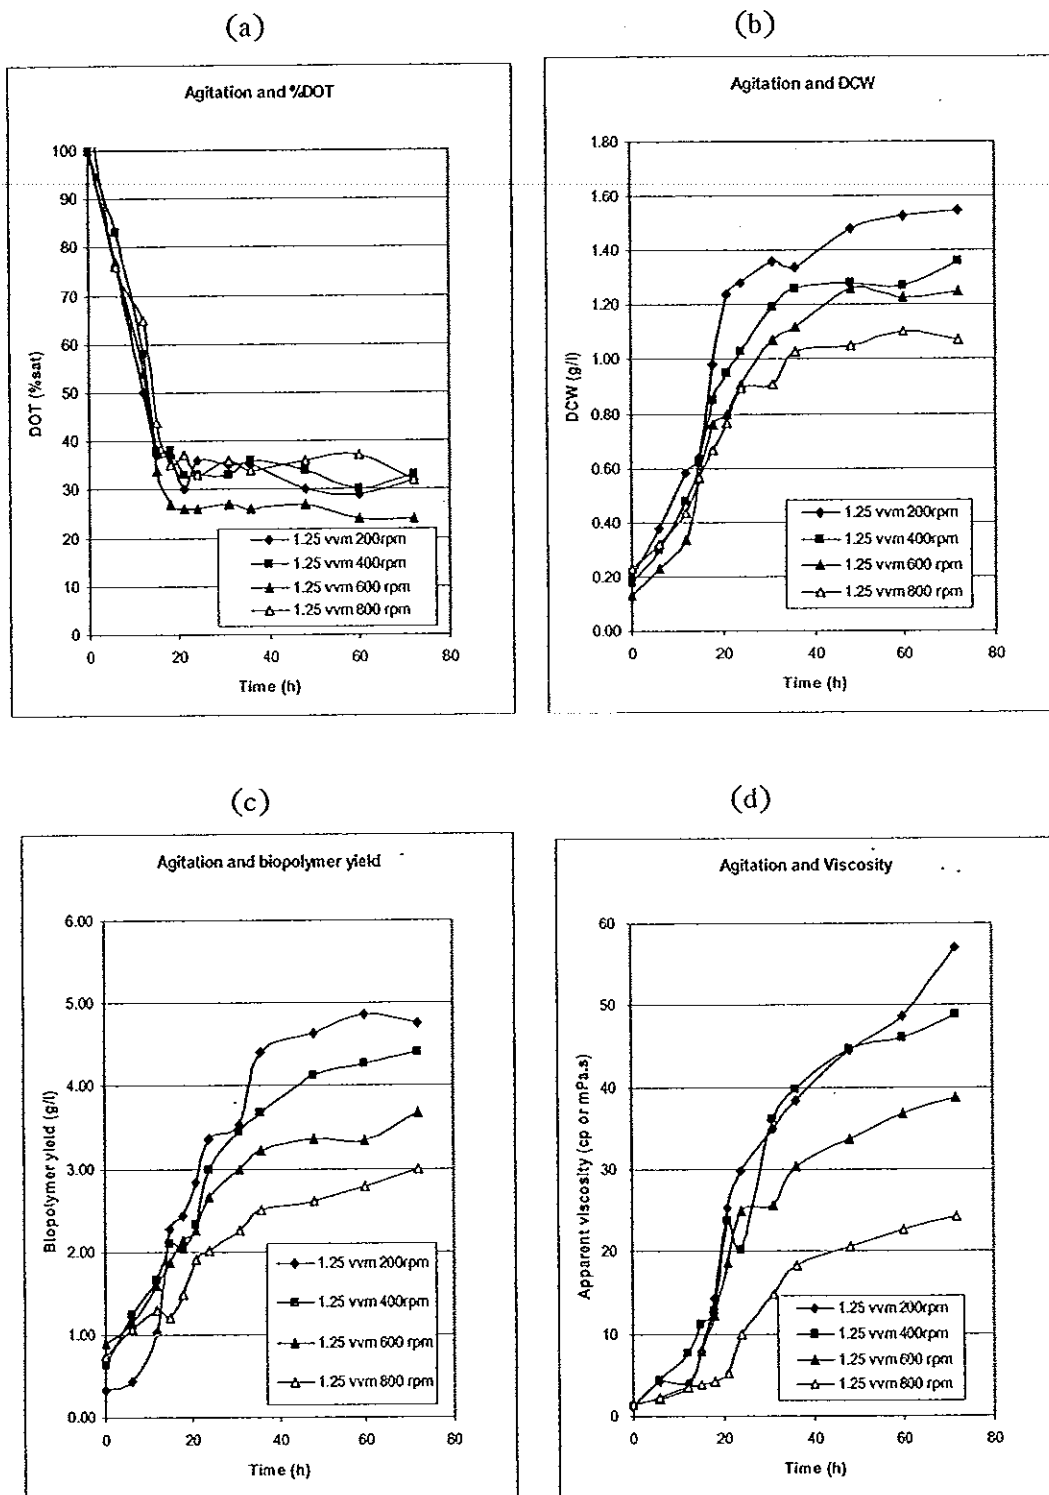 (a)
Agitation and %DOT
DOT (%sat)
100
90
80
70
60
50
40
30
20
10
0
0 20 40 60 80
Time (h)
1.25 vvm 200rpm
1.25 vvm 400rpm
1.25 vvm 600 rpm
1.25 vvm 800 rpm
(b)
Agitation and DCW
DCW (g/l)
1.80
1.60
1.40
1.20
1.00
0.80
0.60
0.40
0.20
0.00
0 20 40 60 80
Time (h)
1.25 vvm 200rpm
1.25 vvm 400rpm
1.25 vvm 600 rpm
1.25 vvm 800 rpm
(c)
Agitation and biopolymer yield
Biopolymer yield (g/l)
6.00
5.00
4.00
3.00
2.00
1.00
0.00
0 20 40 60 80
Time (h)
1.25 vvm 200rpm
1.25 vvm 400rpm
1.25 vvm 600 rpm
1.25 vvm 800 rpm
(d)
Agitation and Viscosity
Apparent viscosity (cp or mPa.s)
60
50
40
30
20
10
0
0 20 40 60 80
Time (h)
1.25 vvm 200rpm
1.25 vvm 400rpm
1.25 vvm 600 rpm
1.25 vvm 800 rpm